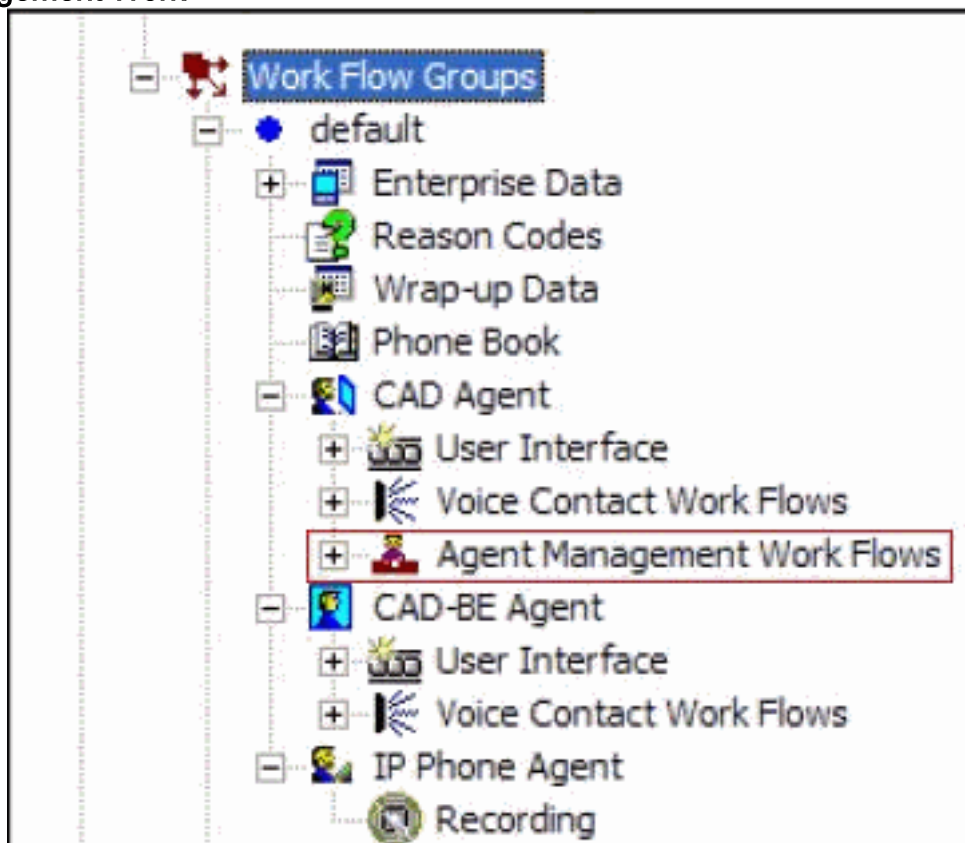 Work Flow Groups
default
Enterprise Data
Reason Codes
Wrap-up Data
Phone Book
CAD Agent
User Interface
Voice Contact Work Flows
Agent Management Work Flows
CAD-BE Agent
User Interface
Voice Contact Work Flows
IP Phone Agent
Recording